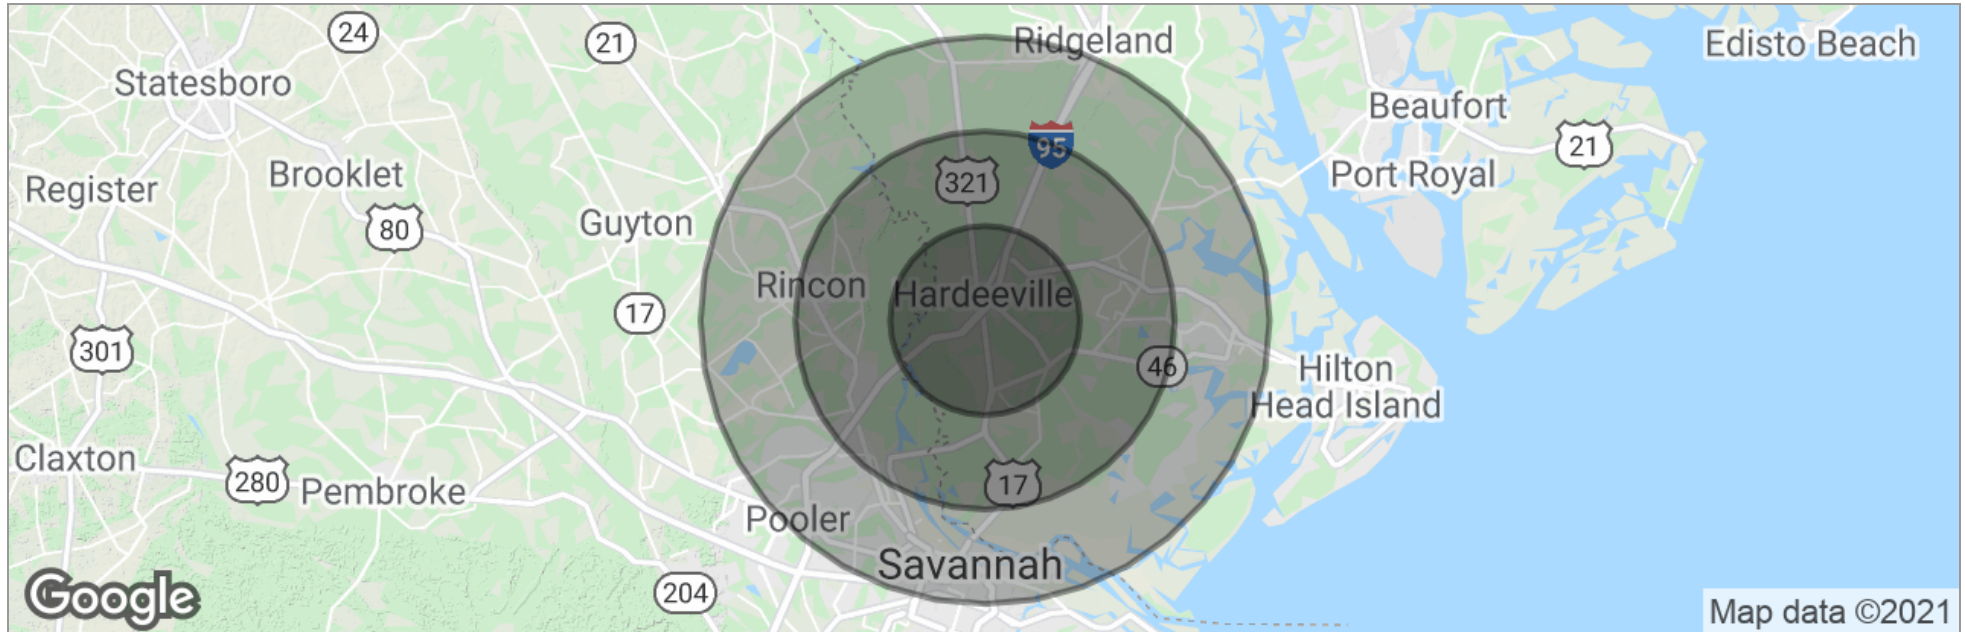 24
21
Ridgeland
Edisto Beach
Statesboro
Beaufort
95
21
Register
Brooklet
321
Port Royal
80
Guyton
Rincon
Hardeeville
17
301
46
Hilton
Head Island
Claxton
280
Pembroke
17
Pooler
Savannah
204
Google
Map data ©2021